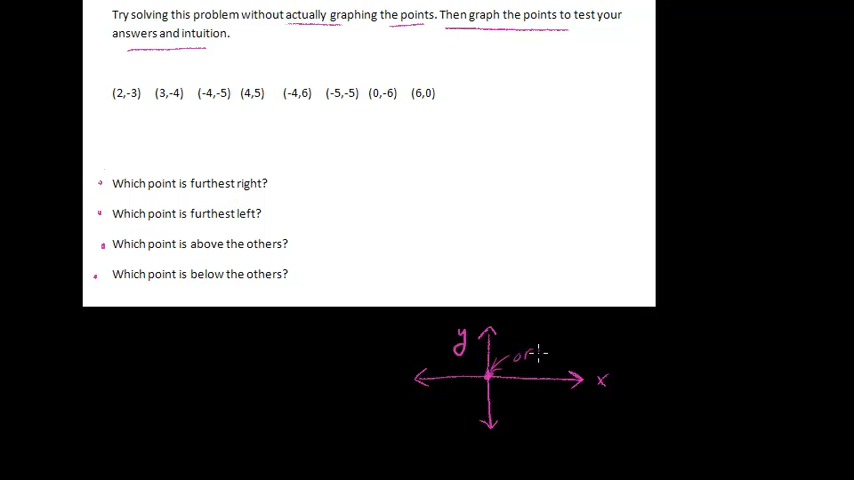 Try solving this problem without actually graphing the points. Then graph the points to test your
answers and intuition.
(2,-3) (3,-4) (-4,-5) (4,5) (-4,6) (-5,-5) (0,-6) (6,0)
Which point is furthest right?
Which point is furthest left?
Which point is above the others?
Which point is below the others?
y
or
x